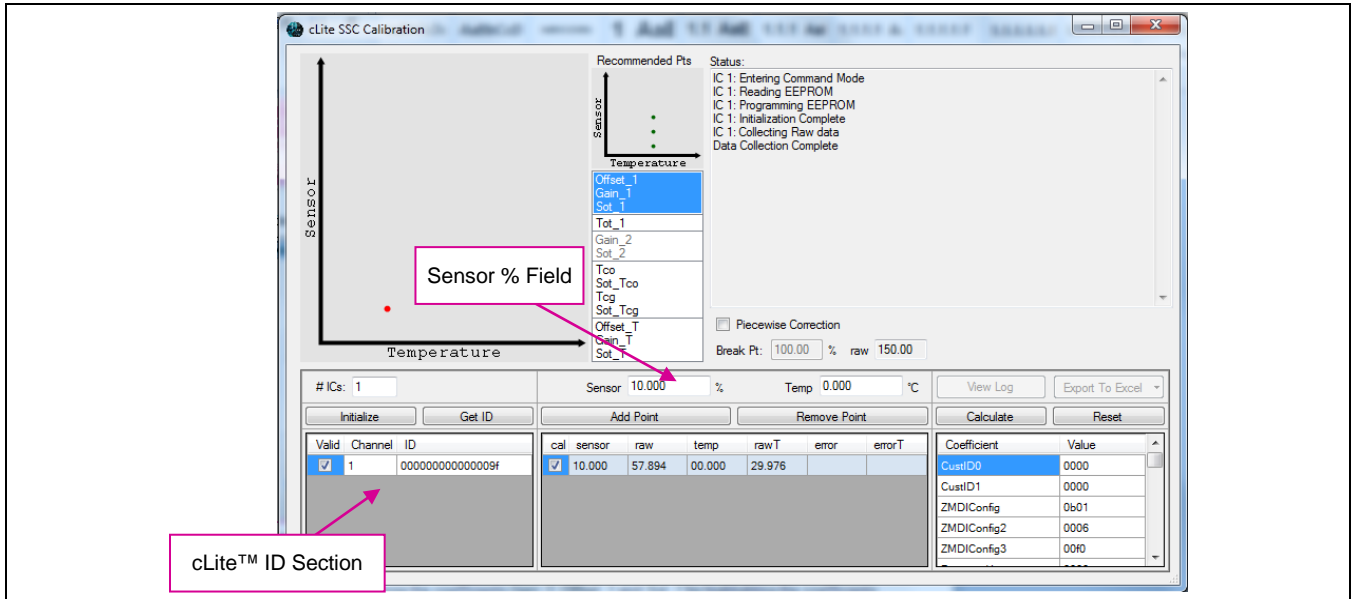 cLite SSC Calibration
Recommended Pts
Sensor
Temperature
Status:
IC 1: Entering Command Mode
IC 1: Reading EEPROM
IC 1: Programming EEPROM
IC 1: Initialization Complete
IC 1: Collecting Raw data
Data Collection Complete
Sensor
Temperature
Offset_1
Gain_1
Sot_1
Tot_1
Gain_2
Sot_2
Tco
Sot_Tco
Tcg
Sot_Tcg
Offset_T
Gain_T
Sot_T
Sensor % Field
Piecewise Correction
Break Pt: 100.00 % raw 150.00
# ICs: 1
Sensor 10.000 % Temp 0.000 °C
View Log Export To Excel
Initialize Get ID
Add Point Remove Point
Calculate Reset
Valid Channel ID
1 000000000000009f
cal sensor raw temp rawT error errorT
10.000 57.894 00.000 29.976
Coefficient Value
CustID0 0000
CustID1 0000
ZMDIConfig 0b01
ZMDIConfig2 0006
ZMDIConfig3 00f0
cLite™ ID Section